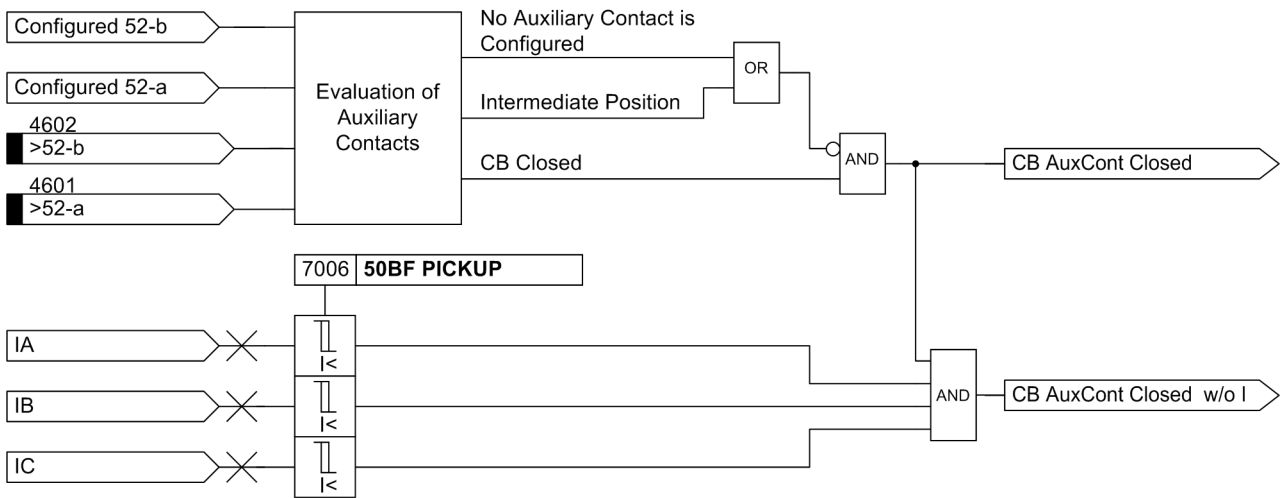 Configured 52-b
Configured 52-a
4602
>52-b
4601
>52-a
Evaluation of
Auxiliary
Contacts
No Auxiliary Contact is
Configured
Intermediate Position
CB Closed
OR
AND
CB AuxCont Closed
7006 50BF PICKUP
IA
I<
IB
I<
IC
I<
AND
CB AuxCont Closed w/o I